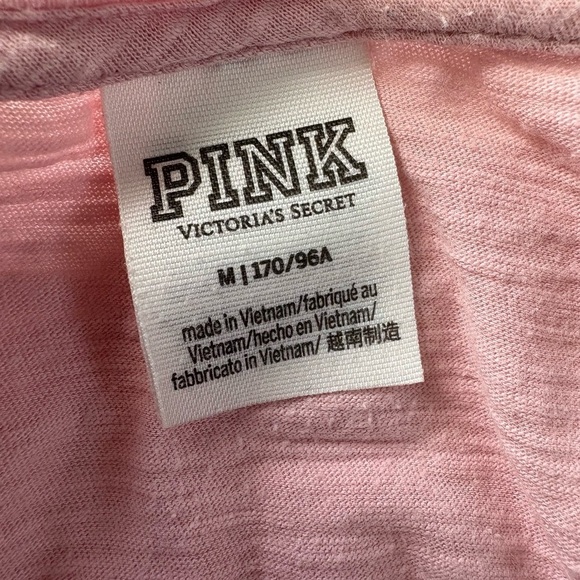 PINK
VICTORIA'S SECRET
M | 170/96A
made in Vietnam/fabriqué au
Vietnam/hecho en Vietnam/
fabbricato in Vietnam/ 越南制造